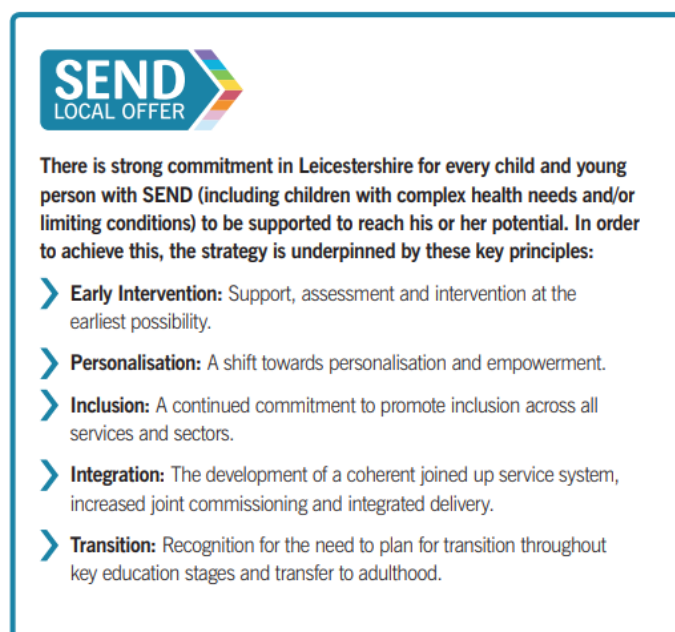 SEND
LOCAL OFFER
There is strong commitment in Leicestershire for every child and young
person with SEND (including children with complex health needs and/or
limiting conditions) to be supported to reach his or her potential. In order
to achieve this, the strategy is underpinned by these key principles:
Early Intervention: Support, assessment and intervention at the
earliest possibility.
Personalisation: A shift towards personalisation and empowerment.
Inclusion: A continued commitment to promote inclusion across all
services and sectors.
Integration: The development of a coherent joined up service system,
increased joint commissioning and integrated delivery.
Transition: Recognition for the need to plan for transition throughout
key education stages and transfer to adulthood.